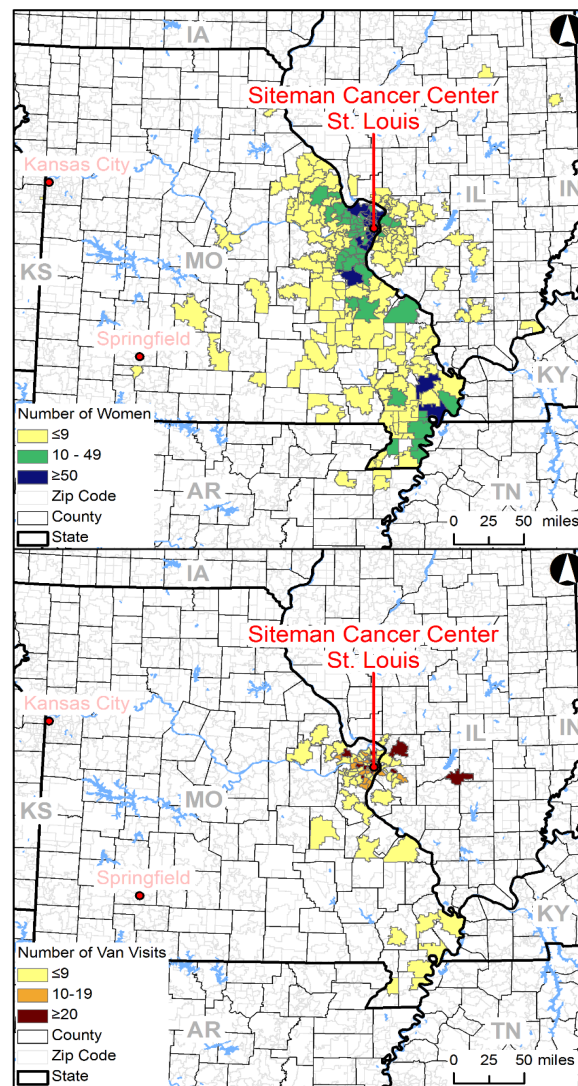 IA
Siteman Cancer Center
St. Louis
Kansas City
IL
IN
KS
MO
Springfield
KY
Number of Women
≤9
10 - 49
≥50
Zip Code
County
State
AR
TN
0 25 50 miles
IA
Siteman Cancer Center
St. Louis
Kansas City
IL
IN
KS
MO
Springfield
KY
Number of Van Visits
≤9
10-19
≥20
County
Zip Code
State
AR
TN
0 25 50 miles